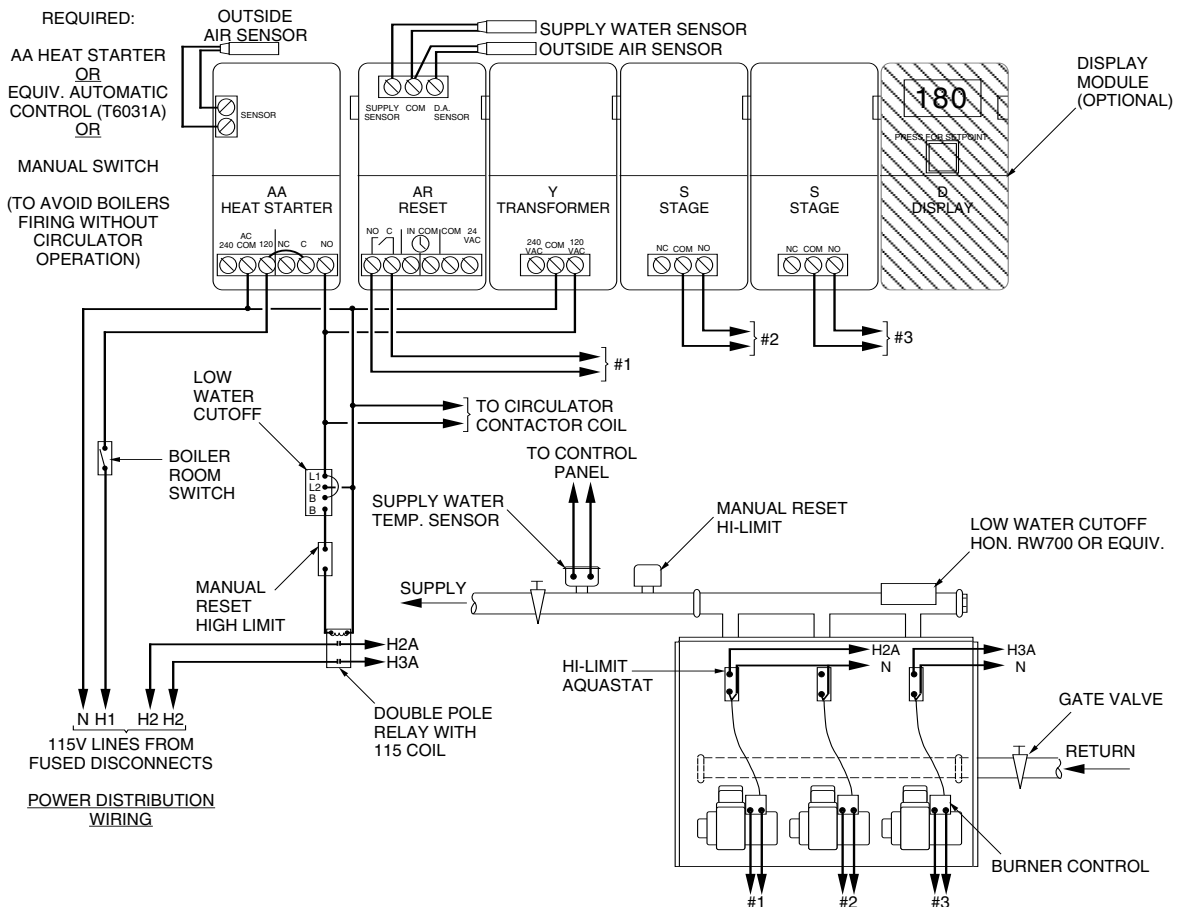 REQUIRED:
AA HEAT STARTER
OR
EQUIV. AUTOMATIC
CONTROL (T6031A)
OR
MANUAL SWITCH
(TO AVOID BOILERS
FIRING WITHOUT
CIRCULATOR
OPERATION)
OUTSIDE
AIR SENSOR
SUPPLY WATER SENSOR
OUTSIDE AIR SENSOR
SENSOR
AA
HEAT STARTER
240
AC
COM
120
NC
C
NO
SUPPLY
SENSOR
COM
D.A.
SENSOR
AR
RESET
NO
C
IN
COM
COM
24
VAC
Y
TRANSFORMER
240
VAC
COM
120
VAC
S
STAGE
NC
COM
NO
S
STAGE
NC
COM
NO
180
PRESS FOR SETPOINT
D
DISPLAY
DISPLAY
MODULE
(OPTIONAL)
#1
#2
#3
LOW
WATER
CUTOFF
TO CIRCULATOR
CONTACTOR COIL
BOILER
ROOM
SWITCH
L1
L2
B
B
MANUAL
RESET
HIGH LIMIT
H2A
H3A
N
H1
H2
H2
115V LINES FROM
FUSED DISCONNECTS
POWER DISTRIBUTION
WIRING
DOUBLE POLE
RELAY WITH
115 COIL
TO CONTROL
PANEL
SUPPLY WATER
TEMP. SENSOR
MANUAL RESET
HI-LIMIT
LOW WATER CUTOFF
HON. RW700 OR EQUIV.
SUPPLY
HI-LIMIT
AQUASTAT
H2A
N
H3A
N
GATE VALVE
RETURN
BURNER CONTROL
#1
#2
#3